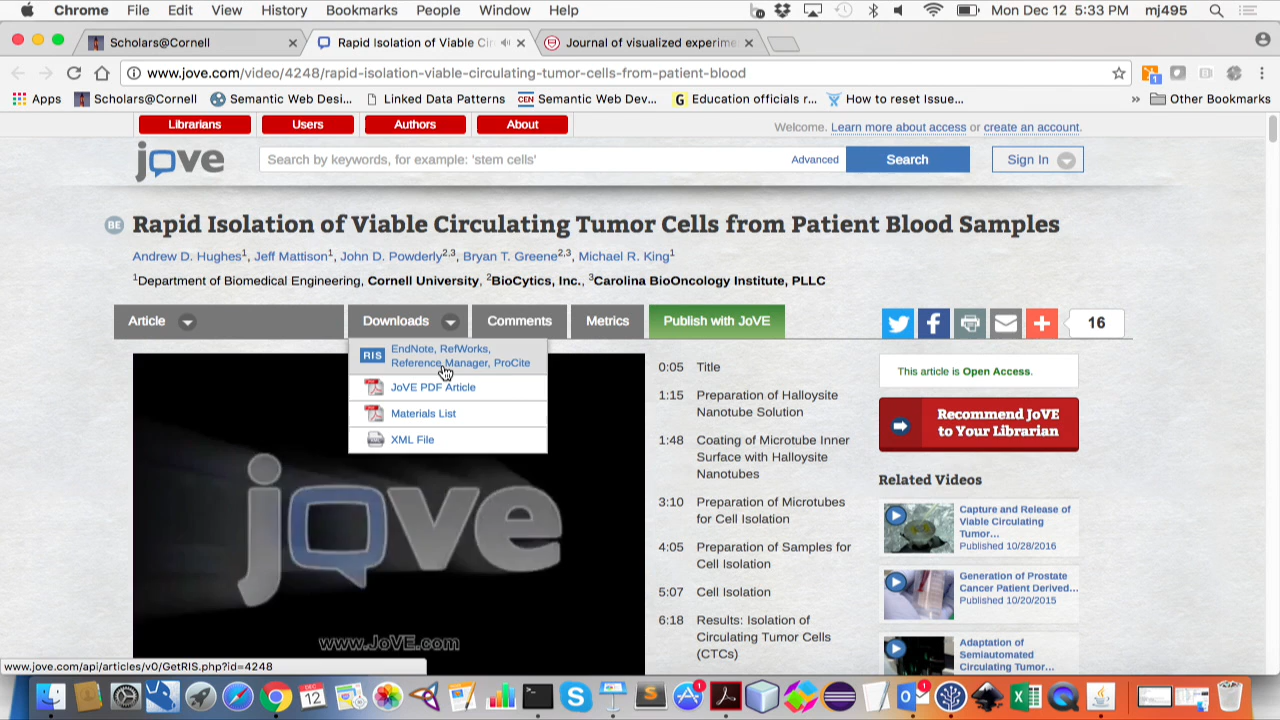 Chrome File Edit View History Bookmarks People Window Help Mon Dec 12 5:33 PM mj495
Scholars@Cornell Rapid Isolation of Viable Ci Journal of visualized experime
www.jove.com/video/4248/rapid-isolation-viable-circulating-tumor-cells-from-patient-blood
Apps Scholars@Cornell Semantic Web Desi... Linked Data Patterns CEN Semantic Web Dev... G Education officials r... How to reset Issue... » Other Bookmarks
Librarians Users Authors About Welcome. Learn more about access or create an account.
jove Search by keywords, for example: 'stem cells' Advanced Search Sign In
BE Rapid Isolation of Viable Circulating Tumor Cells from Patient Blood Samples
Andrew D. Hughes1, Jeff Mattison1, John D. Powderly2,3, Bryan T. Greene2,3, Michael R. King1
1Department of Biomedical Engineering, Cornell University, 2BioCytics, Inc., 3Carolina BioOncology Institute, PLLC
Article Downloads Comments Metrics Publish with JoVE 16
RIS EndNote, RefWorks,
Reference Manager, ProCite
JoVE PDF Article
Materials List
XML File
jove
www.JoVE.com
0:05 Title
1:15 Preparation of Halloysite
Nanotube Solution
1:48 Coating of Microtube Inner
Surface with Halloysite
Nanotubes
3:10 Preparation of Microtubes
for Cell Isolation
4:05 Preparation of Samples for
Cell Isolation
5:07 Cell Isolation
6:18 Results: Isolation of
Circulating Tumor Cells
(CTCs)
This article is Open Access.
Recommend JoVE
to Your Librarian
Related Videos
Capture and Release of
Viable Circulating
Tumor...
Published 10/28/2016
Generation of Prostate
Cancer Patient Derived...
Published 10/20/2015
Adaptation of
Semiautomated
Circulating Tumor...
www.jove.com/api/articles/v0/GetRIS.php?id=4248